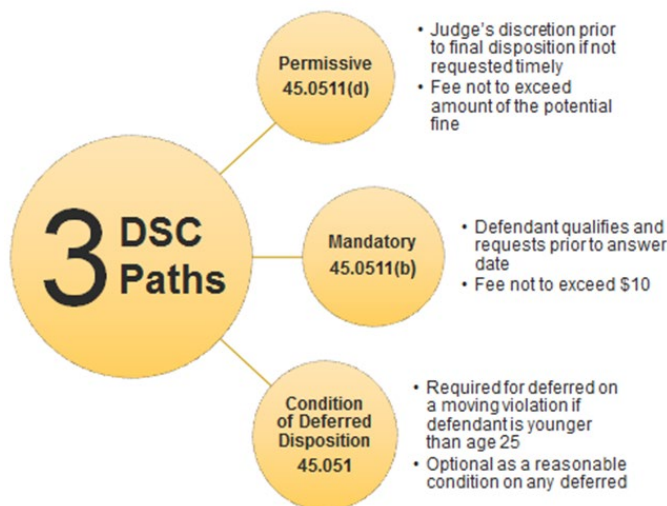 3 DSC
Paths
Permissive
45.0511(d)
• Judge's discretion prior
to final disposition if not
requested timely
• Fee not to exceed
amount of the potential
fine
Mandatory
45.0511(b)
• Defendant qualifies and
requests prior to answer
date
• Fee not to exceed $10
Condition
of Deferred
Disposition
45.051
• Required for deferred on
a moving violation if
defendant is younger
than age 25
• Optional as a reasonable
condition on any deferred